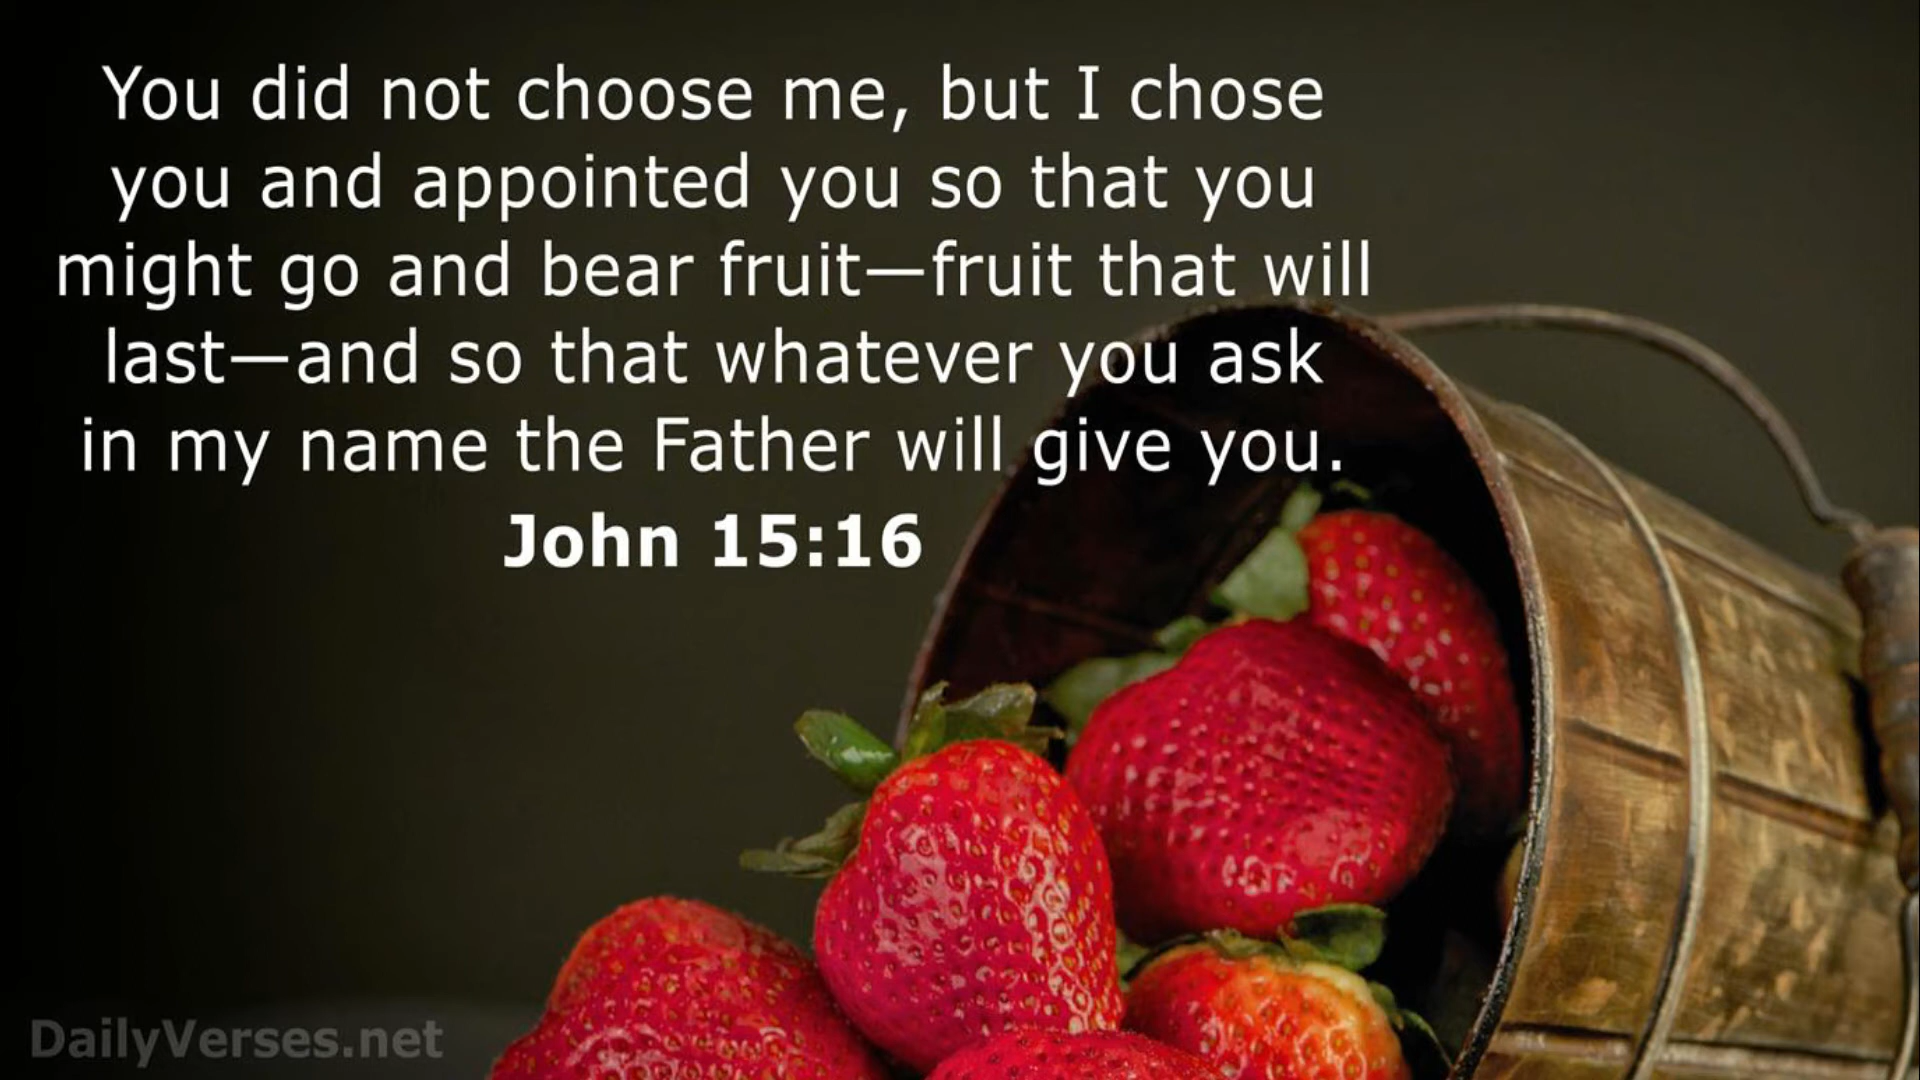 You did not choose me, but I chose
you and appointed you so that you
might go and bear fruit—fruit that will
last—and so that whatever you ask
in my name the Father will give you.
John 15:16
DailyVerses.net